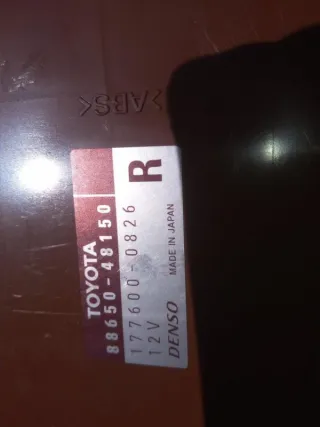 >ABS<
TOYOTA
88650-48150
177600-0826
12V
DENSO
MADE IN JAPAN
R